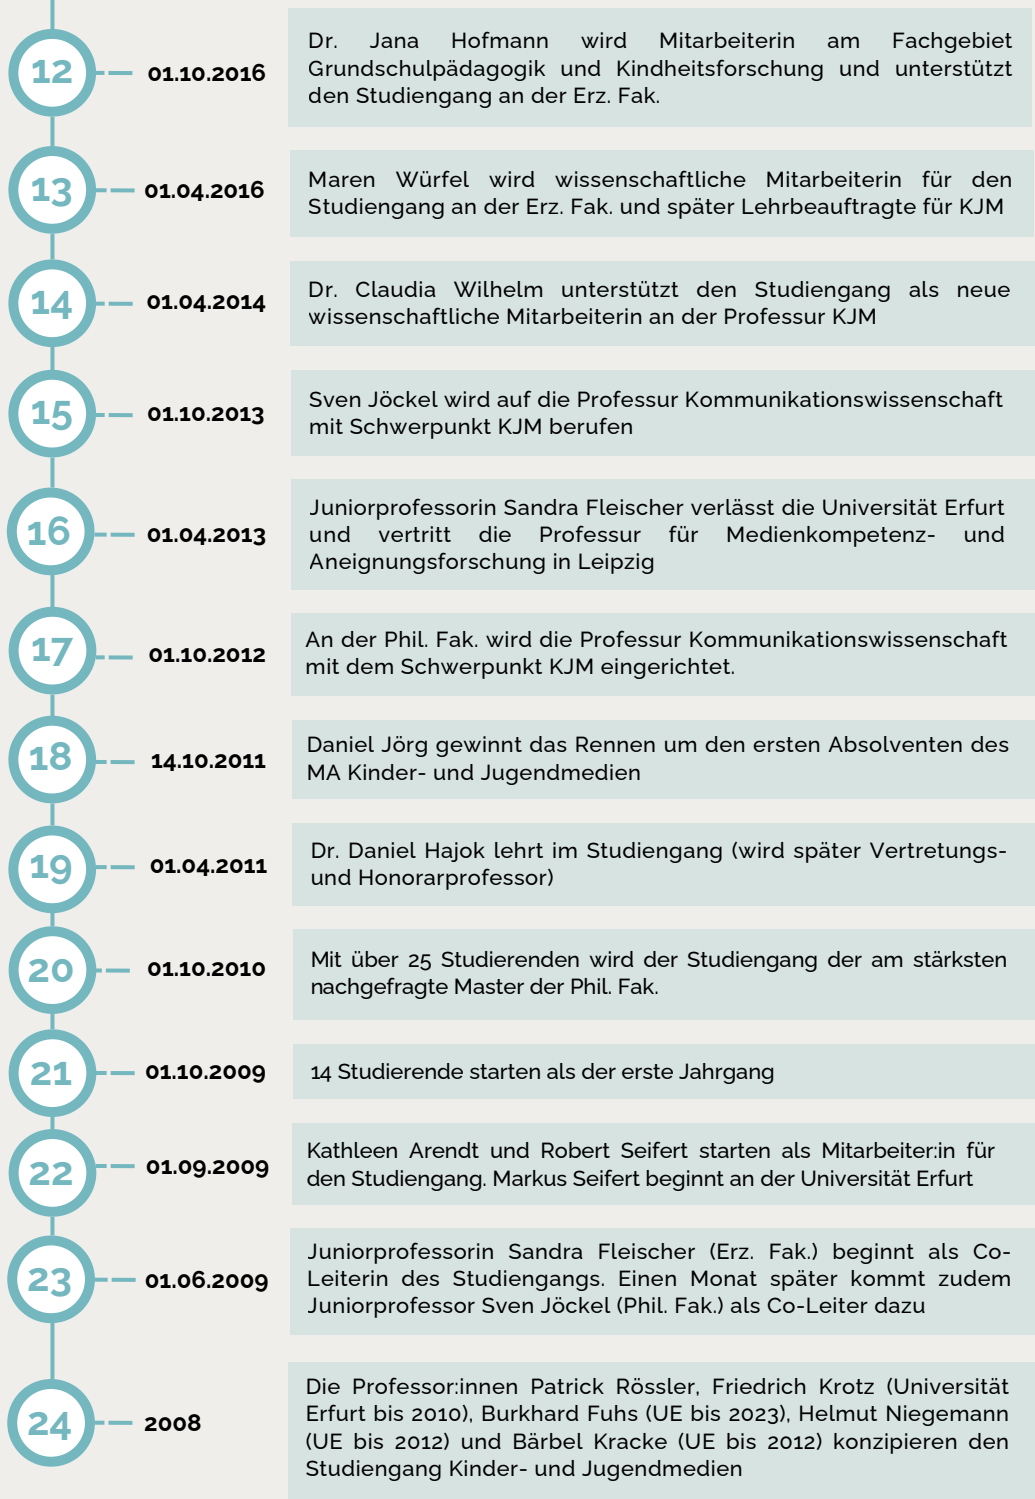 12
01.10.2016
Dr. Jana Hofmann wird Mitarbeiterin am Fachgebiet
Grundschulpädagogik und Kindheitsforschung und unterstützt
den Studiengang an der Erz. Fak.
13
01.04.2016
Maren Würfel wird wissenschaftliche Mitarbeiterin für den
Studiengang an der Erz. Fak. und später Lehrbeauftragte für KJM
14
01.04.2014
Dr. Claudia Wilhelm unterstützt den Studiengang als neue
wissenschaftliche Mitarbeiterin an der Professur KJM
15
01.10.2013
Sven Jöckel wird auf die Professur Kommunikationswissenschaft
mit Schwerpunkt KJM berufen
16
01.04.2013
Juniorprofessorin Sandra Fleischer verlässt die Universität Erfurt
und vertritt die Professur für Medienkompetenz- und
Aneignungsforschung in Leipzig
17
01.10.2012
An der Phil. Fak. wird die Professur Kommunikationswissenschaft
mit dem Schwerpunkt KJM eingerichtet.
18
14.10.2011
Daniel Jörg gewinnt das Rennen um den ersten Absolventen des
MA Kinder- und Jugendmedien
19
01.04.2011
Dr. Daniel Hajok lehrt im Studiengang (wird später Vertretungs-
und Honorarprofessor)
20
01.10.2010
Mit über 25 Studierenden wird der Studiengang der am stärksten
nachgefragte Master der Phil. Fak.
21
01.10.2009
14 Studierende starten als der erste Jahrgang
22
01.09.2009
Kathleen Arendt und Robert Seifert starten als Mitarbeiter:in für
den Studiengang. Markus Seifert beginnt an der Universität Erfurt
23
01.06.2009
Juniorprofessorin Sandra Fleischer (Erz. Fak.) beginnt als Co-
Leiterin des Studiengangs. Einen Monat später kommt zudem
Juniorprofessor Sven Jöckel (Phil. Fak.) als Co-Leiter dazu
24
2008
Die Professor:innen Patrick Rössler, Friedrich Krotz (Universität
Erfurt bis 2010), Burkhard Fuhs (UE bis 2023), Helmut Niegemann
(UE bis 2012) und Bärbel Kracke (UE bis 2012) konzipieren den
Studiengang Kinder- und Jugendmedien